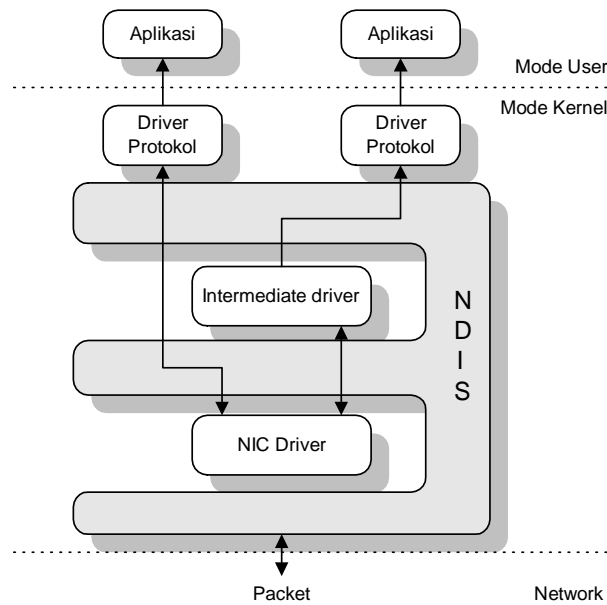 Aplikasi
Aplikasi
Mode User
Mode Kernel
Driver
Protokol
Driver
Protokol
Intermediate driver
N
D
I
S
NIC Driver
Packet
Network